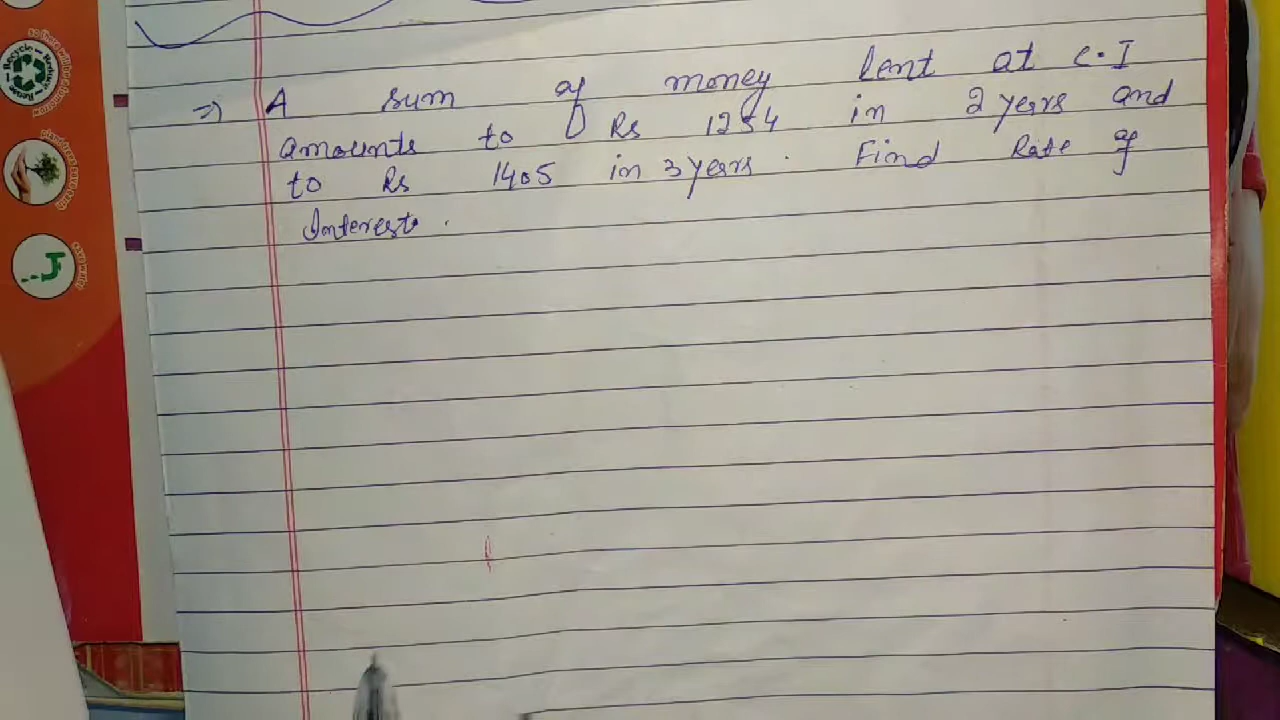 => A sum of money lent at C.I
amounts to Rs 1254 in 2 years and
to Rs 1405 in 3 years. Find Rate of
Interest.